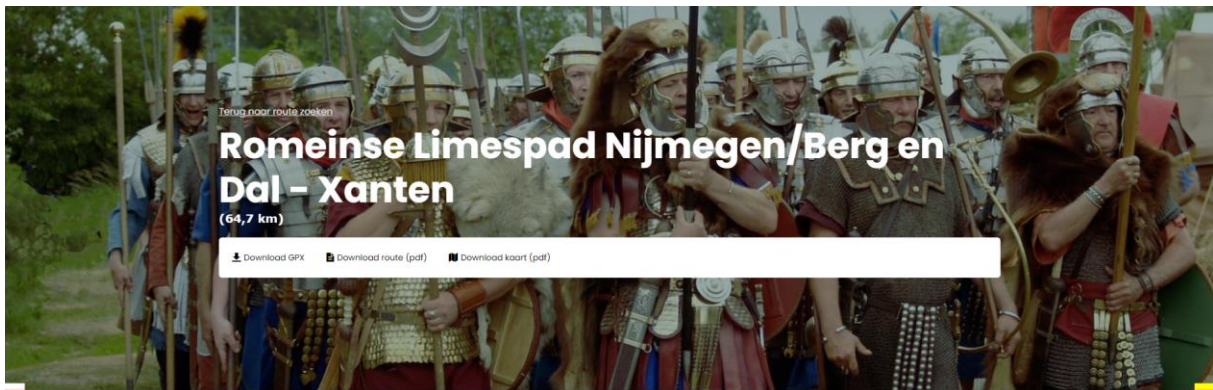 Terug naar route zoeken
Romeinse Limespad Nijmegen/Berg en
Dal - Xanten
(64,7 km)
Download GPX Download route (pdf) Download kaart (pdf)